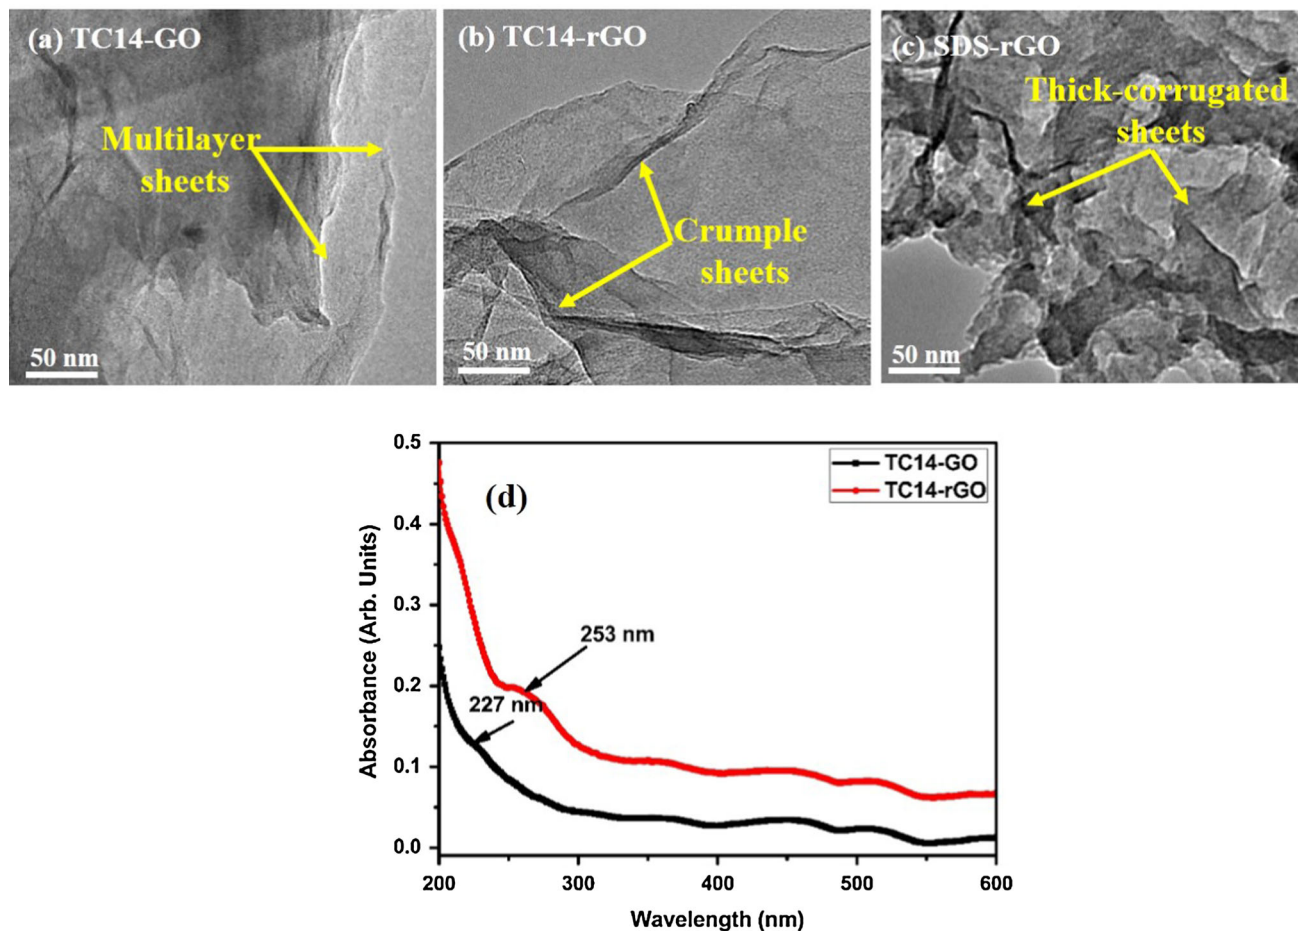 (a) TC14-GO
Multilayer
sheets
50 nm
(b) TC14-rGO
Crumple
sheets
50 nm
(c) SDS-rGO
Thick-corrugated
sheets
50 nm
0.5
0.4
0.3
0.2
0.1
0.0
Absorbance (Arb. Units)
(d)
TC14-GO
TC14-rGO
253 nm
227 nm
200
300
400
500
600
Wavelength (nm)